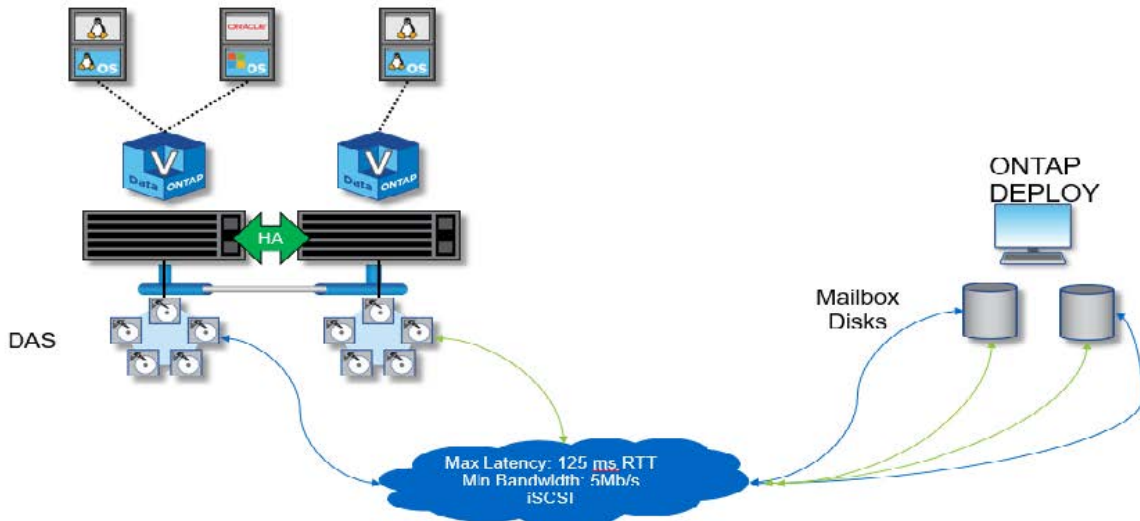 ORACLE
OS
OS
OS
V
Data ONTAP
V
Data ONTAP
HA
DAS
ONTAP
DEPLOY
Mailbox
Disks
Max Latency: 125 ms RTT
Min Bandwidth: 5Mb/s
iSCSI